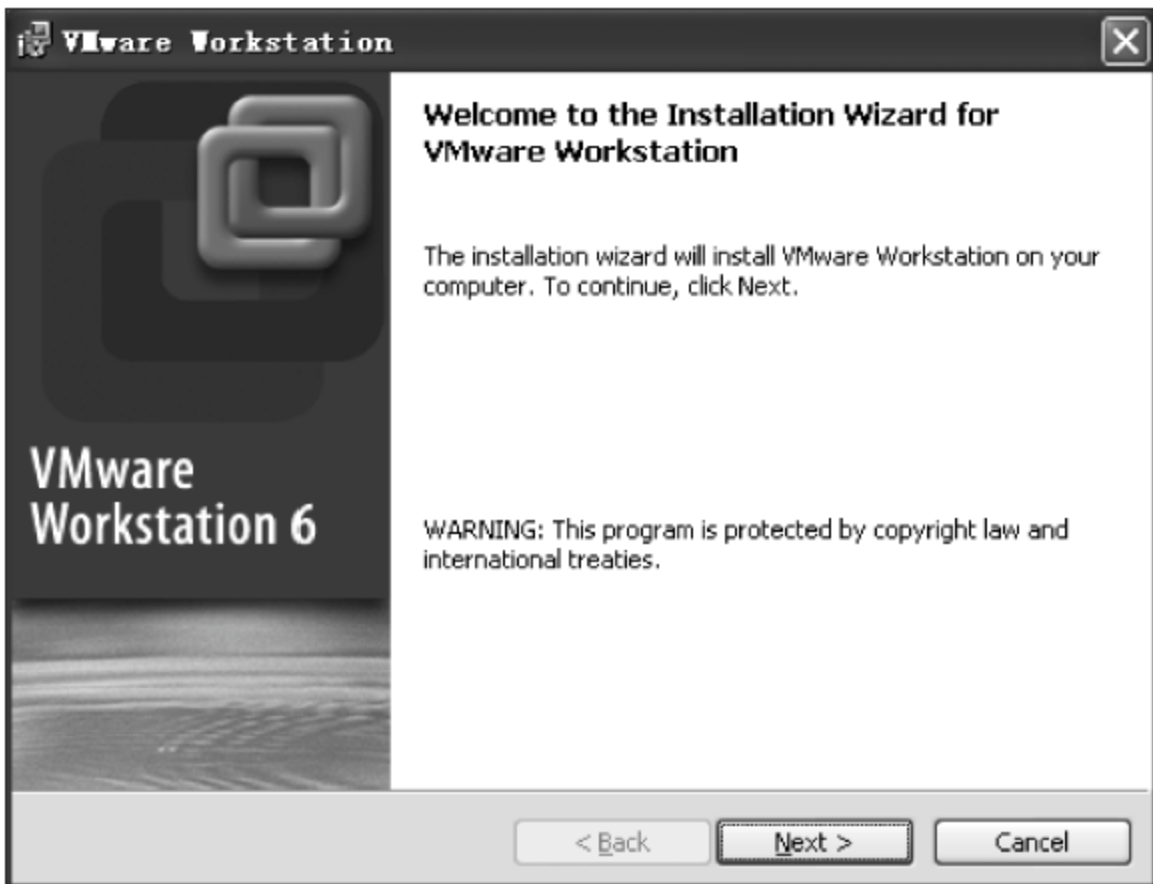 VMware Workstation
Welcome to the Installation Wizard for
VMware Workstation
The installation wizard will install VMware Workstation on your
computer. To continue, click Next.
VMware
Workstation 6
WARNING: This program is protected by copyright law and
international treaties.
< Back
Next >
Cancel